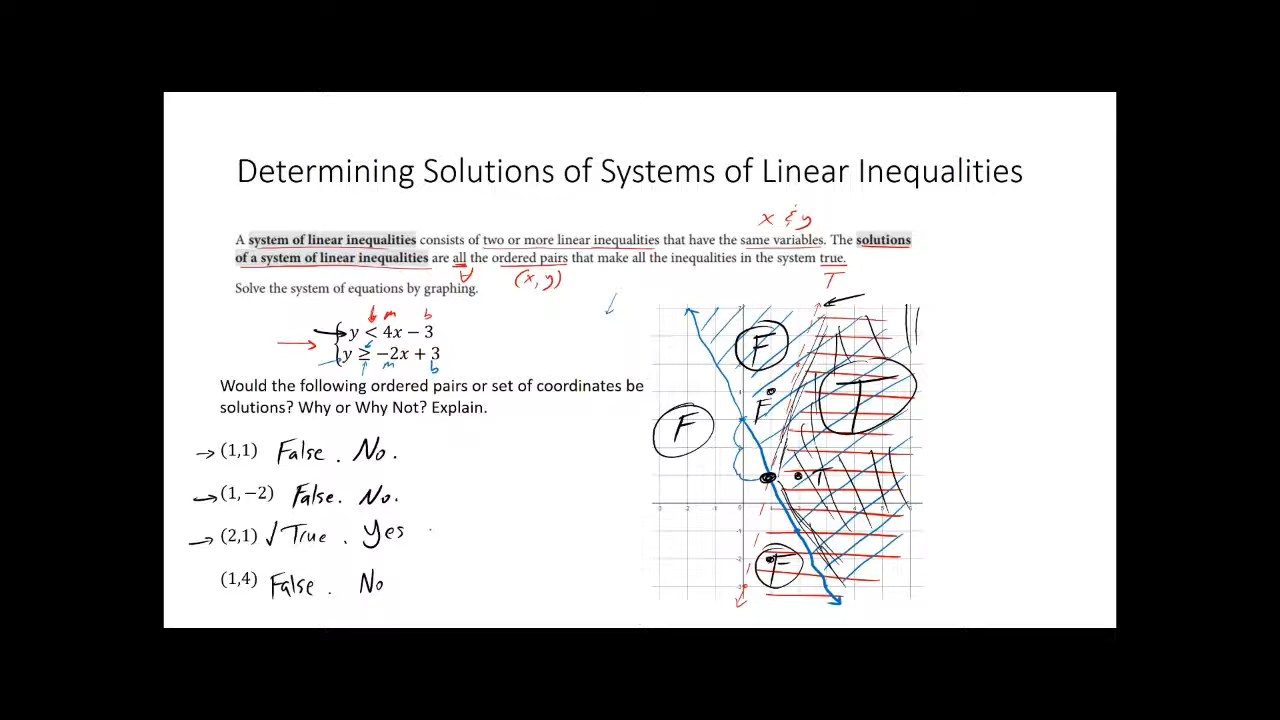 Determining Solutions of Systems of Linear Inequalities
x & y
A system of linear inequalities consists of two or more linear inequalities that have the same variables. The solutions
of a system of linear inequalities are all the ordered pairs that make all the inequalities in the system true.
∀ (x, y) T
Solve the system of equations by graphing.
m b
y < 4x − 3
y ≥ −2x + 3
m b
Would the following ordered pairs or set of coordinates be
solutions? Why or Why Not? Explain.
(1,1) False. No.
(1,−2) False. No.
(2,1) √ True. Yes
(1,4) False. No
F
T
F
F
T
F